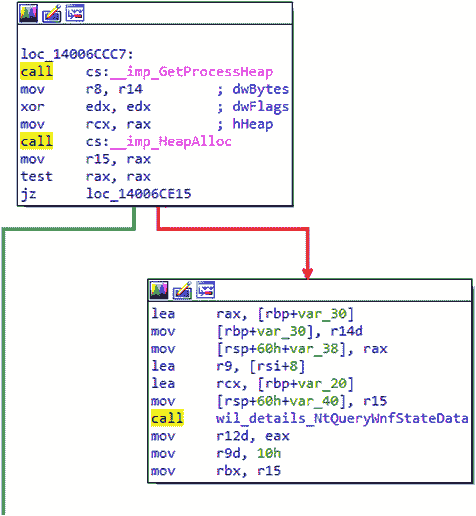 loc_14006CCC7:
call cs:__imp_GetProcessHeap
mov r8, r14 ; dwBytes
xor edx, edx ; dwFlags
mov rcx, rax ; hHeap
call cs:__imp_HeapAlloc
mov r15, rax
test rax, rax
jz loc_14006CE15
lea rax, [rbp+var_30]
mov [rbp+var_30], r14d
mov [rsp+60h+var_38], rax
lea r9, [rsi+8]
lea rcx, [rbp+var_20]
mov [rsp+60h+var_40], r15
call wil_details_NtQueryWnfStateData
mov r12d, eax
mov r9d, 10h
mov rbx, r15